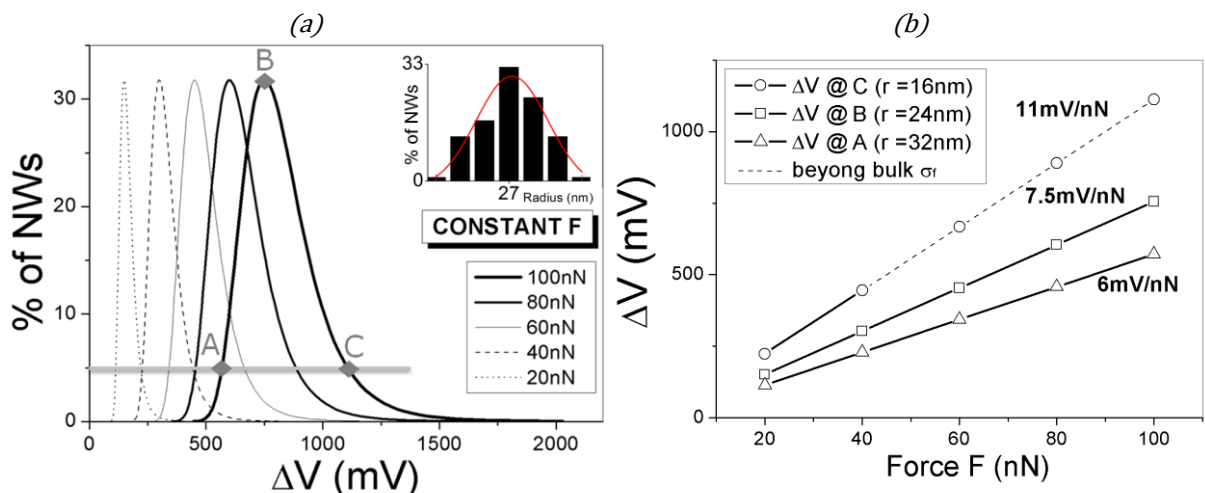 (a)
% of NWs
30
20
10
0
0
500
1000
1500
2000
ΔV (mV)
B
A
C
33
% of NWs
0
27 Radius (nm)
CONSTANT F
100nN
80nN
60nN
40nN
20nN
(b)
ΔV (mV)
1000
500
0
20
40
60
80
100
Force F (nN)
ΔV @ C (r =16nm)
ΔV @ B (r =24nm)
ΔV @ A (r =32nm)
beyong bulk σf
11mV/nN
7.5mV/nN
6mV/nN